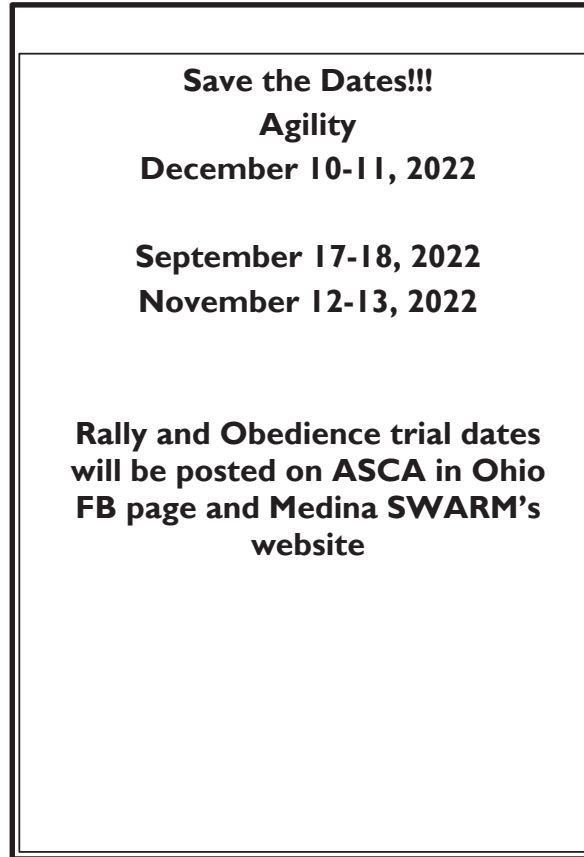 Save the Dates!!!
Agility
December 10-11, 2022
September 17-18, 2022
November 12-13, 2022
Rally and Obedience trial dates
will be posted on ASCA in Ohio
FB page and Medina SWARM’s
website